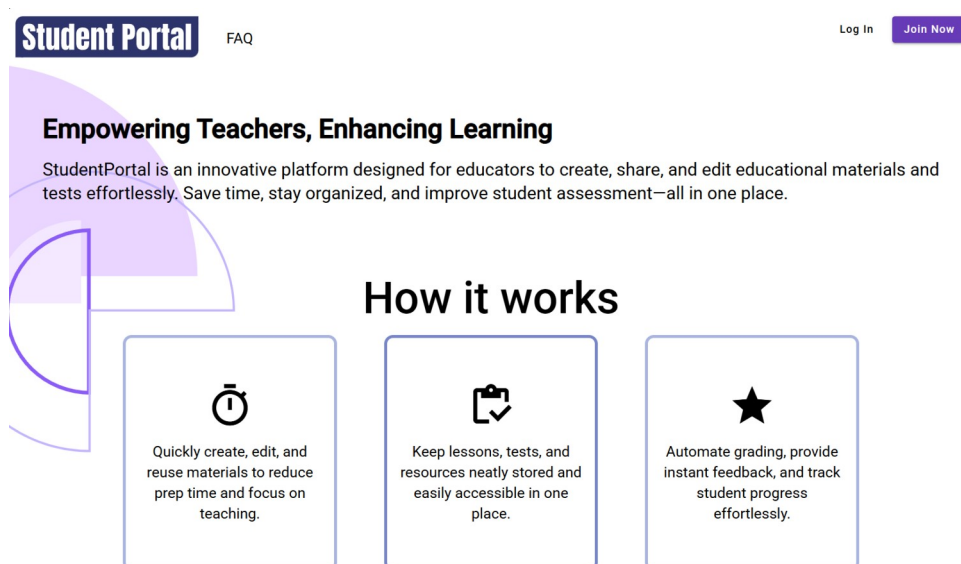 Student Portal
FAQ
Log In
Join Now
Empowering Teachers, Enhancing Learning
StudentPortal is an innovative platform designed for educators to create, share, and edit educational materials and
tests effortlessly. Save time, stay organized, and improve student assessment—all in one place.
How it works
Quickly create, edit, and
reuse materials to reduce
prep time and focus on
teaching.
Keep lessons, tests, and
resources neatly stored and
easily accessible in one
place.
Automate grading, provide
instant feedback, and track
student progress
effortlessly.